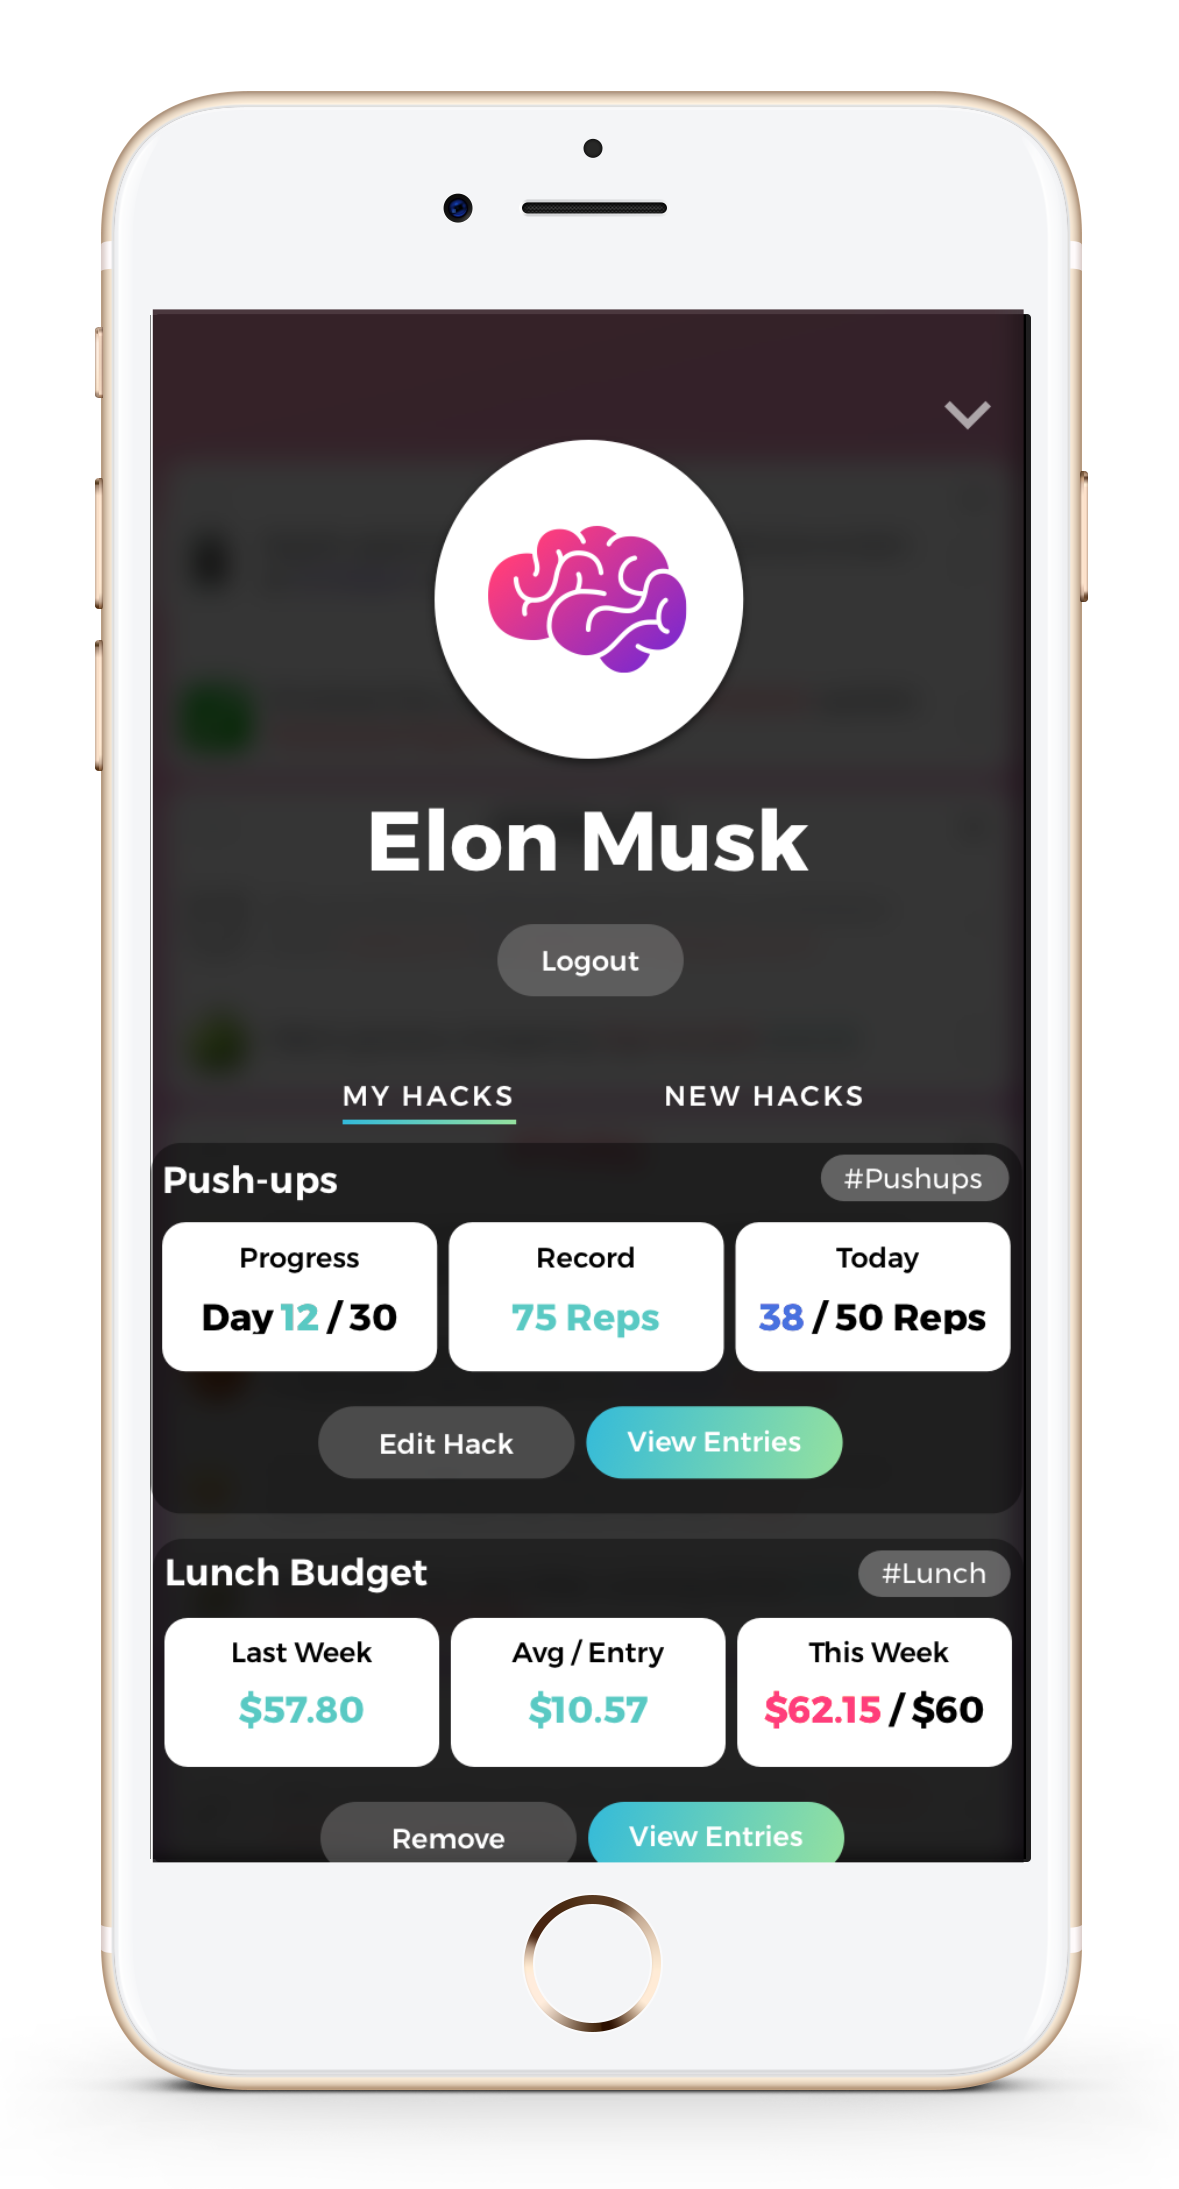 Elon Musk
Logout
MY HACKS NEW HACKS
Push-ups #Pushups
Progress Record Today
Day 12 / 30 75 Reps 38 / 50 Reps
Edit Hack View Entries
Lunch Budget #Lunch
Last Week Avg / Entry This Week
$57.80 $10.57 $62.15 / $60
Remove View Entries